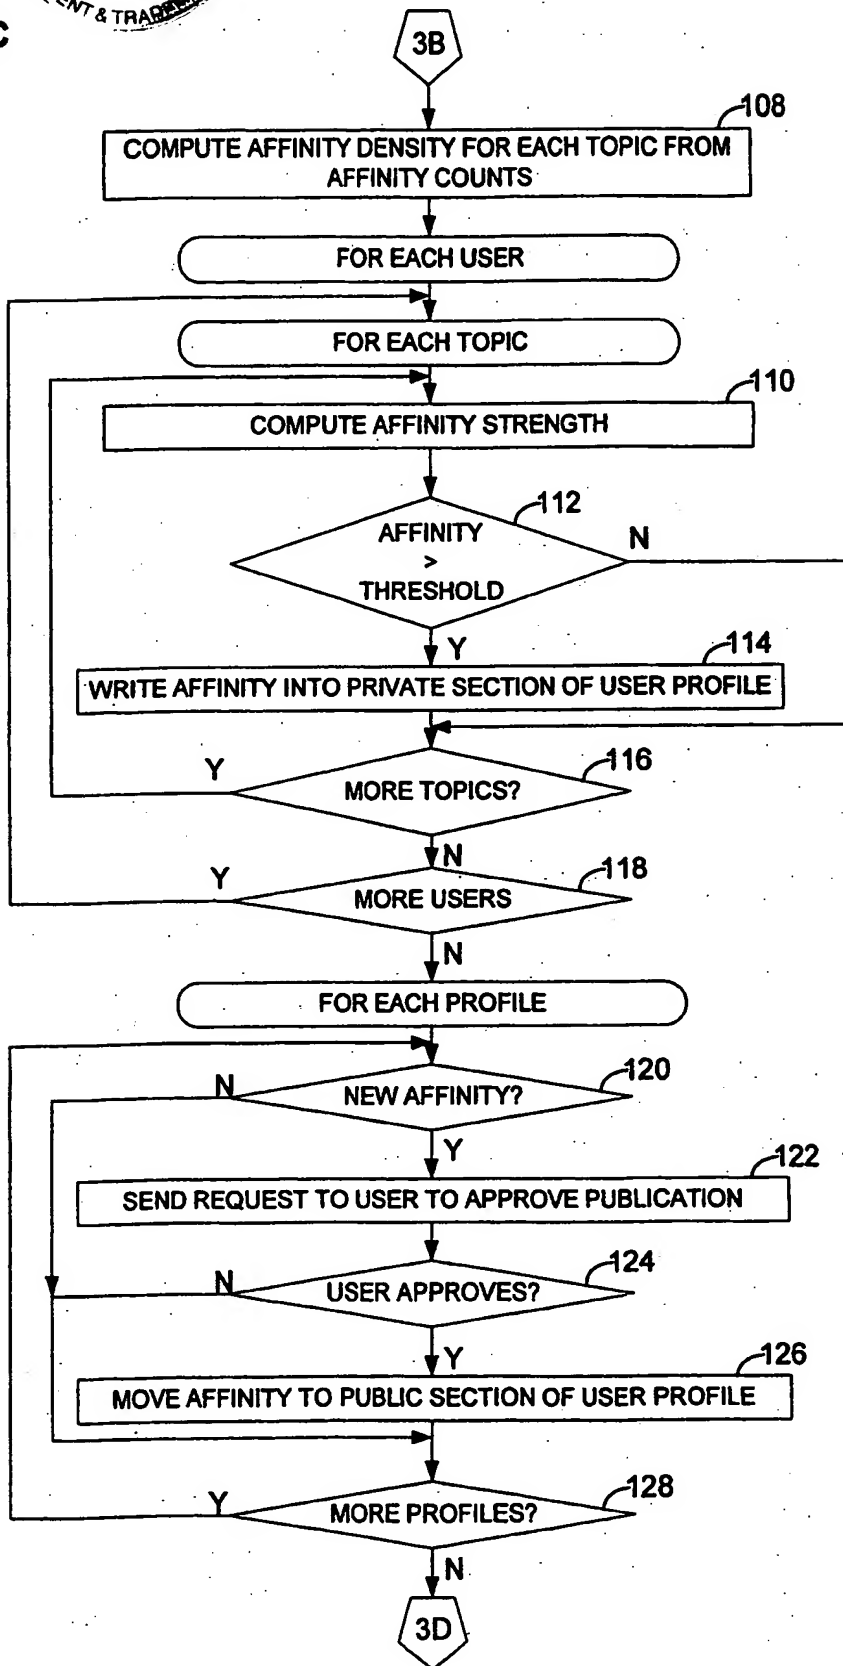 ENT & TRADE
C
3B
108
COMPUTE AFFINITY DENSITY FOR EACH TOPIC FROM
AFFINITY COUNTS
FOR EACH USER
FOR EACH TOPIC
110
COMPUTE AFFINITY STRENGTH
112
AFFINITY
>
THRESHOLD
N
Y
114
WRITE AFFINITY INTO PRIVATE SECTION OF USER PROFILE
116
Y
MORE TOPICS?
N
118
Y
MORE USERS
N
FOR EACH PROFILE
120
N
NEW AFFINITY?
Y
122
SEND REQUEST TO USER TO APPROVE PUBLICATION
124
N
USER APPROVES?
Y
126
MOVE AFFINITY TO PUBLIC SECTION OF USER PROFILE
128
Y
MORE PROFILES?
N
3D